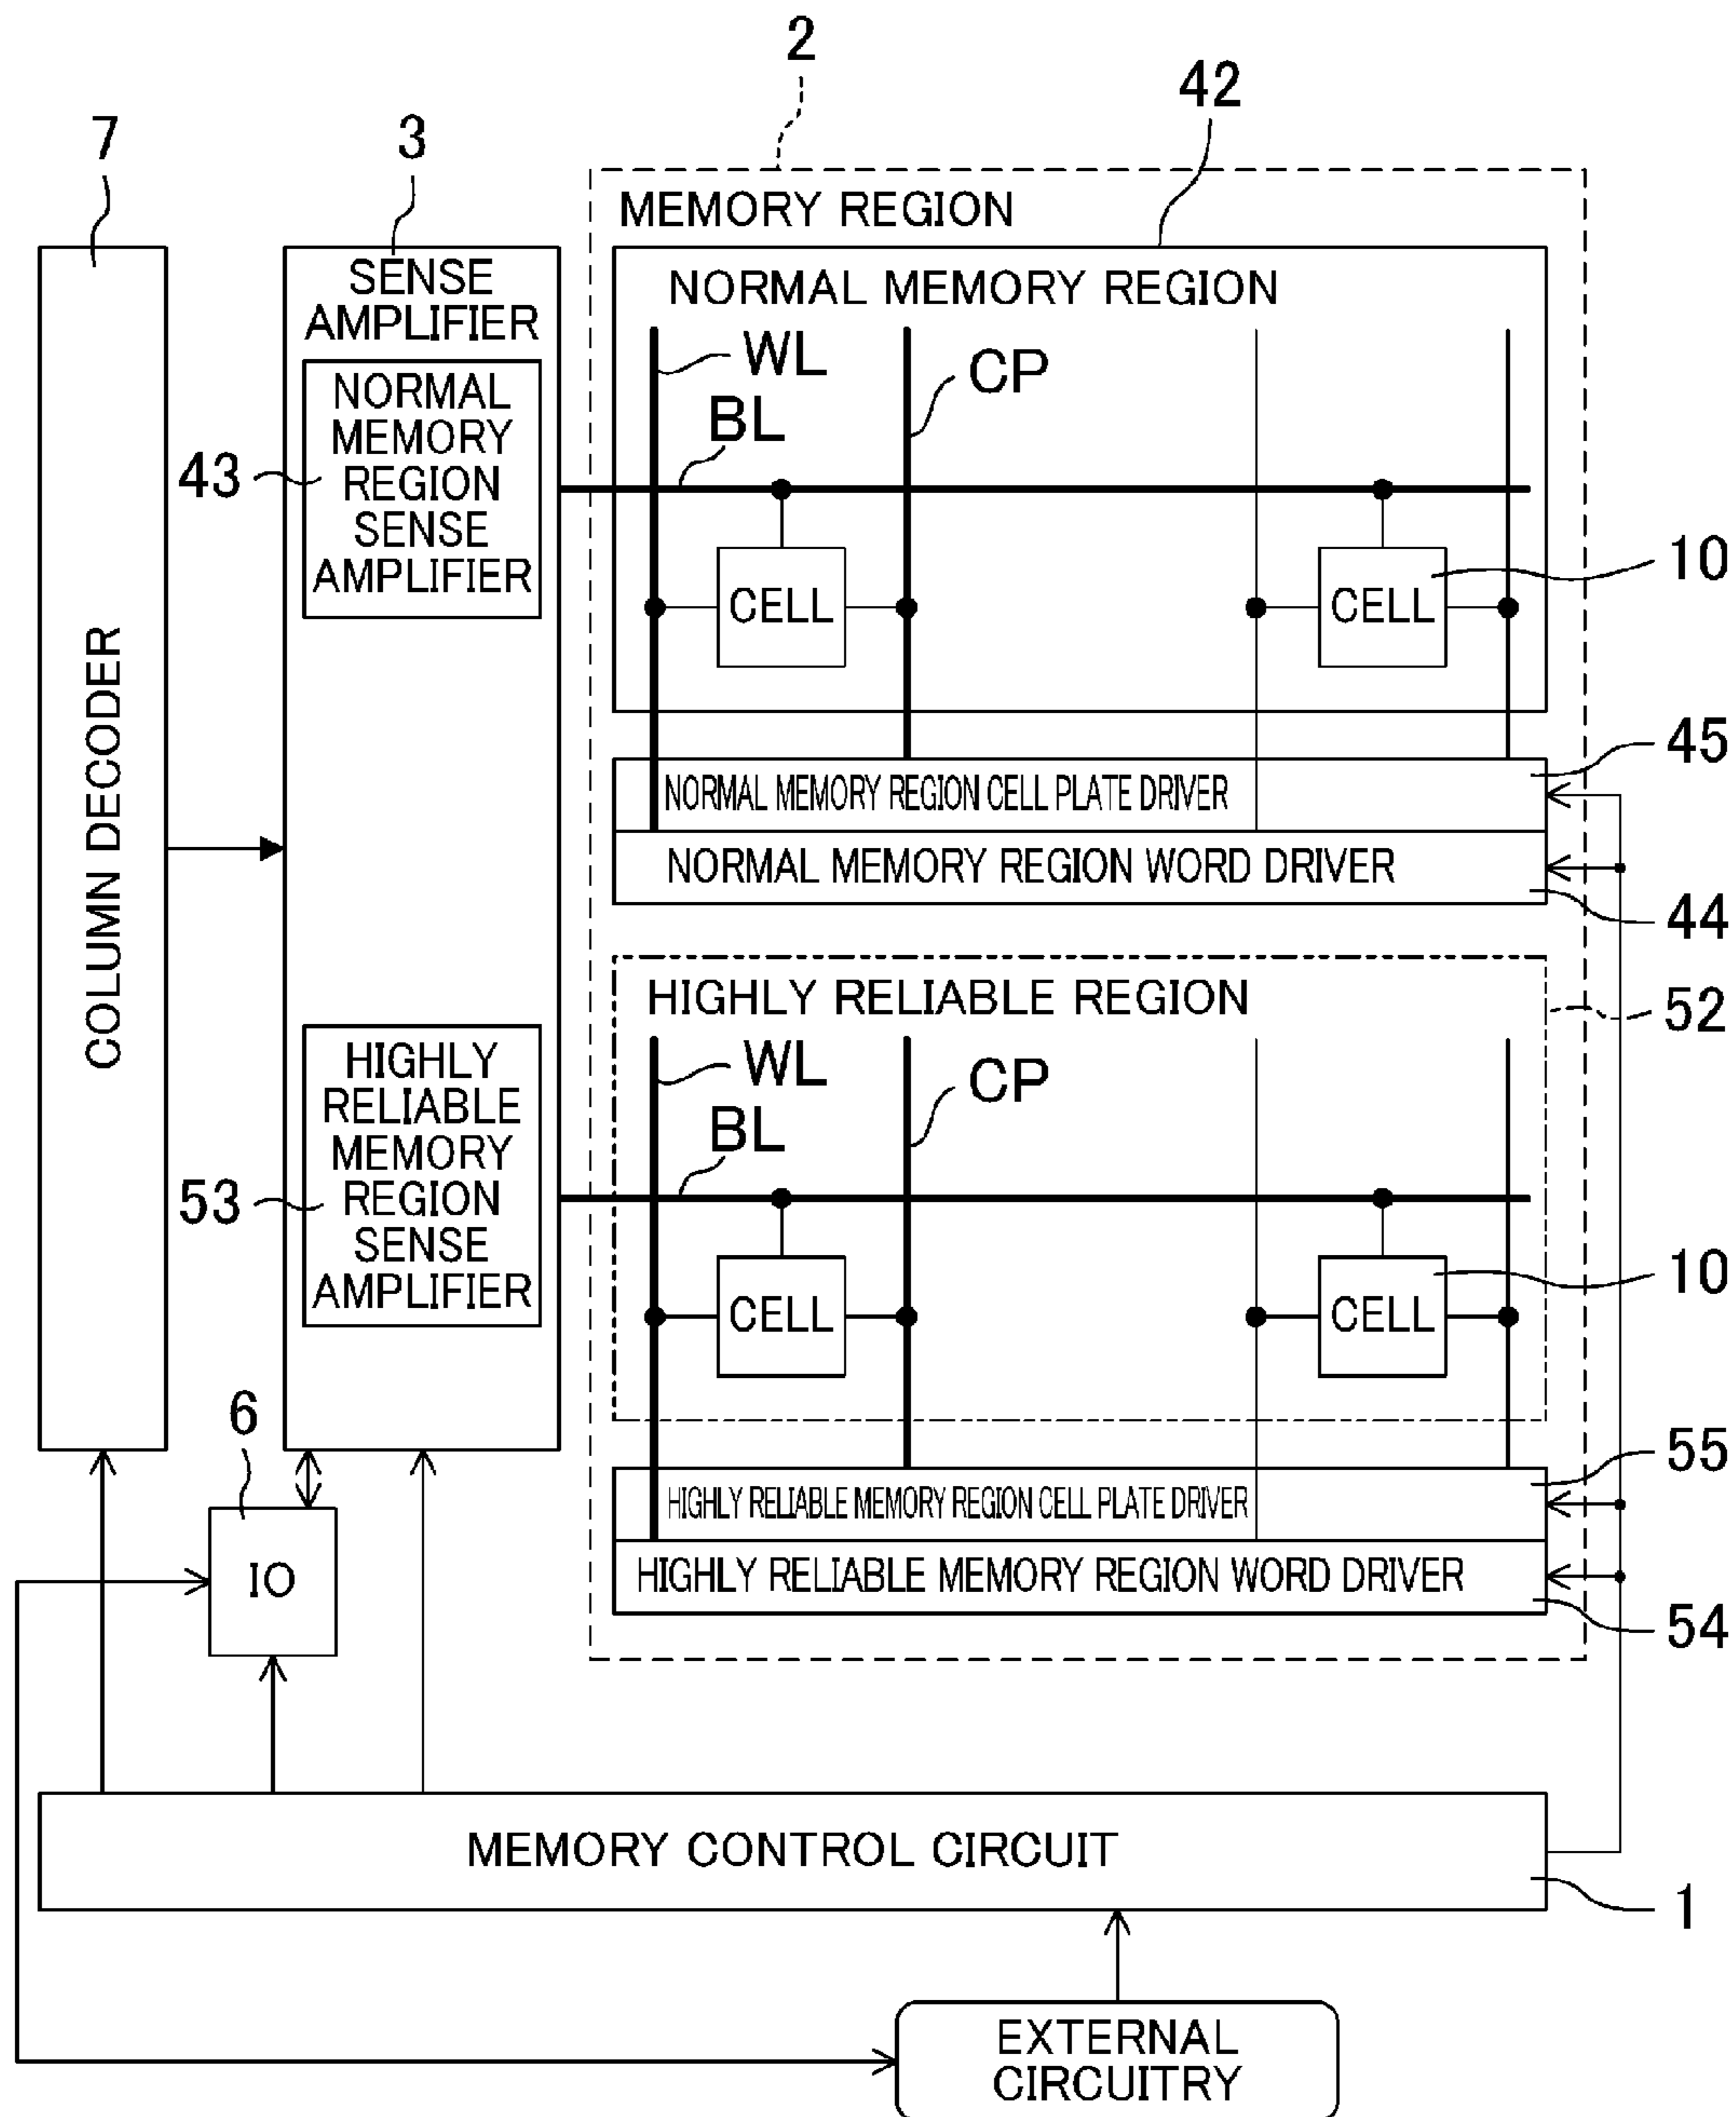 2
42
7
3
MEMORY REGION
SENSE
AMPLIFIER
NORMAL MEMORY REGION
WL
CP
BL
NORMAL
MEMORY
REGION
SENSE
AMPLIFIER
43
10
CELL
CELL
COLUMN DECODER
45
NORMAL MEMORY REGION CELL PLATE DRIVER
NORMAL MEMORY REGION WORD DRIVER
44
HIGHLY RELIABLE REGION
52
WL
CP
BL
HIGHLY
RELIABLE
MEMORY
REGION
SENSE
AMPLIFIER
53
10
CELL
CELL
6
55
HIGHLY RELIABLE MEMORY REGION CELL PLATE DRIVER
IO
HIGHLY RELIABLE MEMORY REGION WORD DRIVER
54
MEMORY CONTROL CIRCUIT
1
EXTERNAL
CIRCUITRY